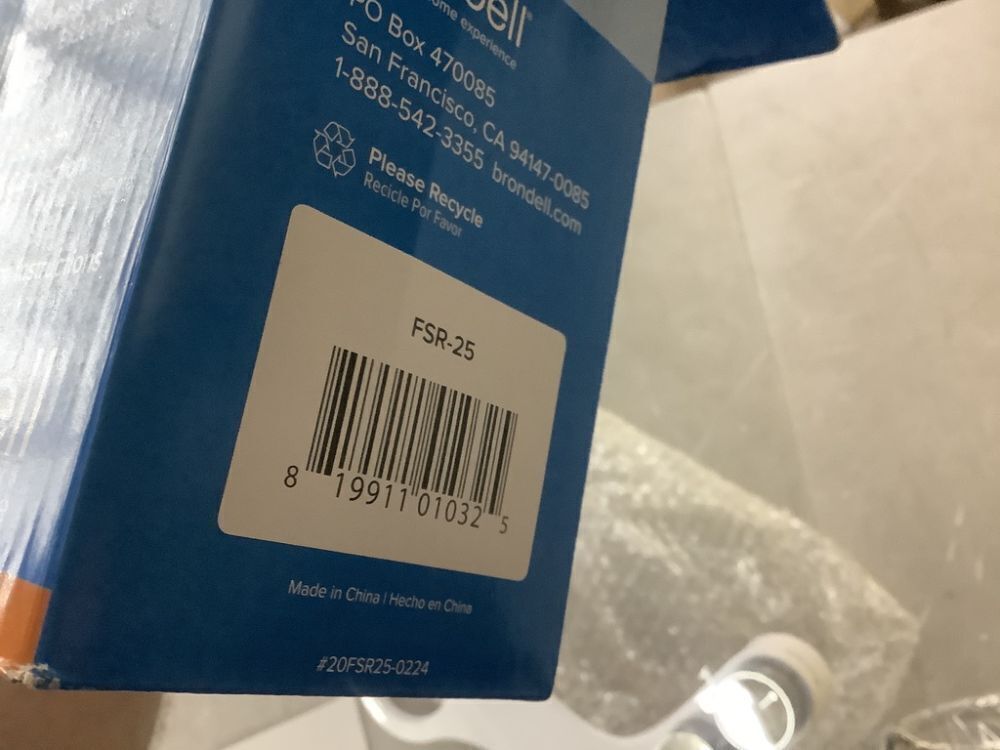 PO Box 470085
San Francisco, CA 94147-0085
1-888-542-3355 brondell.com
Please Recycle
Recicle Por Favor
FSR-25
8 19911 01032 5
Made in China | Hecho en China
#20FSR25-0224
experience